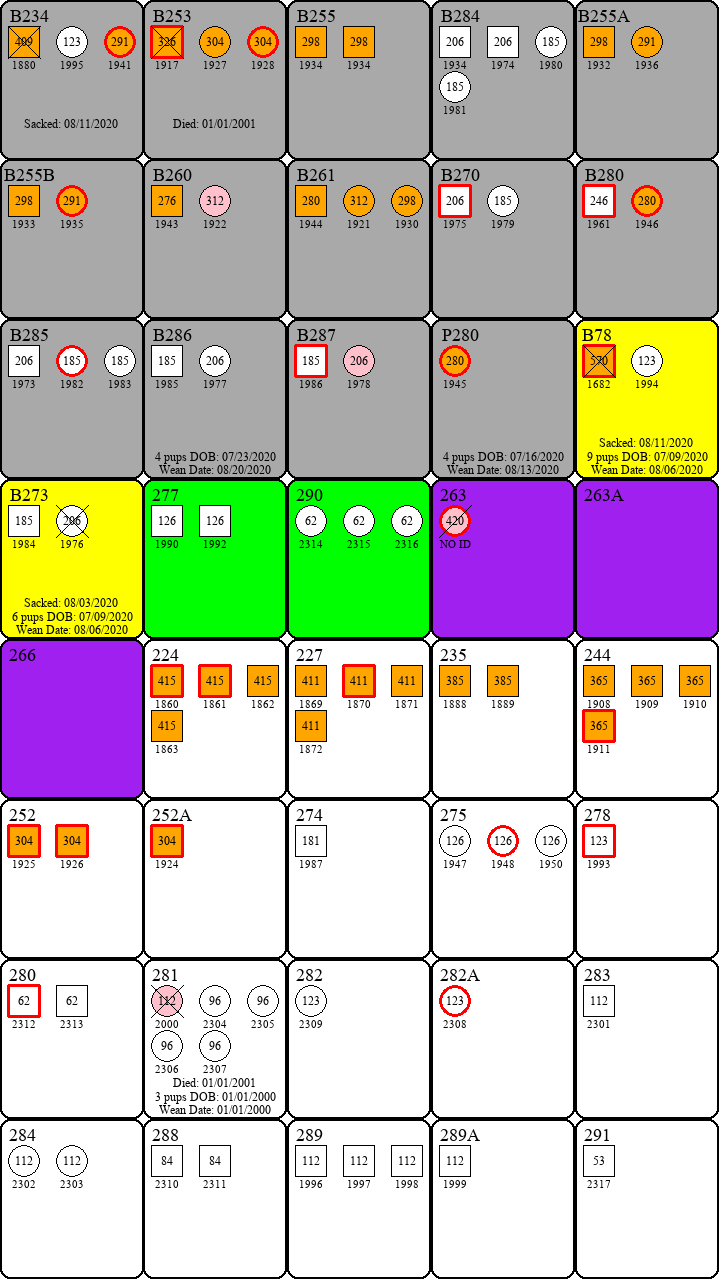 B234
409 123 291
1880 1995 1941
Sacked: 08/11/2020
B253
326 304 304
1917 1927 1928
Died: 01/01/2001
B255
298 298
1934 1934
B284
206 206 185
1934 1974 1980
185
1981
B255A
298 291
1932 1936
B255B
298 291
1933 1935
B260
276 312
1943 1922
B261
280 312 298
1944 1921 1930
B270
206 185
1975 1979
B280
246 280
1961 1946
B285
206 185 185
1973 1982 1983
B286
185 206
1985 1977
4 pups DOB: 07/23/2020
Wean Date: 08/20/2020
B287
185 206
1986 1978
P280
280
1945
4 pups DOB: 07/16/2020
Wean Date: 08/13/2020
B78
570 123
1682 1994
Sacked: 08/11/2020
9 pups DOB: 07/09/2020
Wean Date: 08/06/2020
B273
185 206
1984 1976
Sacked: 08/03/2020
6 pups DOB: 07/09/2020
Wean Date: 08/06/2020
277
126 126
1990 1992
290
62 62 62
2314 2315 2316
263
420
NO ID
263A
266
224
415 415 415
1860 1861 1862
415
1863
227
411 411 411
1869 1870 1871
411
1872
235
385 385
1888 1889
244
365 365 365
1908 1909 1910
365
1911
252
304 304
1925 1926
252A
304
1924
274
181
1987
275
126 126 126
1947 1948 1950
278
123
1993
280
62 62
2312 2313
281
112 96 96
2000 2304 2305
96 96
2306 2307
Died: 01/01/2001
3 pups DOB: 01/01/2000
Wean Date: 01/01/2000
282
123
2309
282A
123
2308
283
112
2301
284
112 112
2302 2303
288
84 84
2310 2311
289
112 112 112
1996 1997 1998
289A
112
1999
291
53
2317